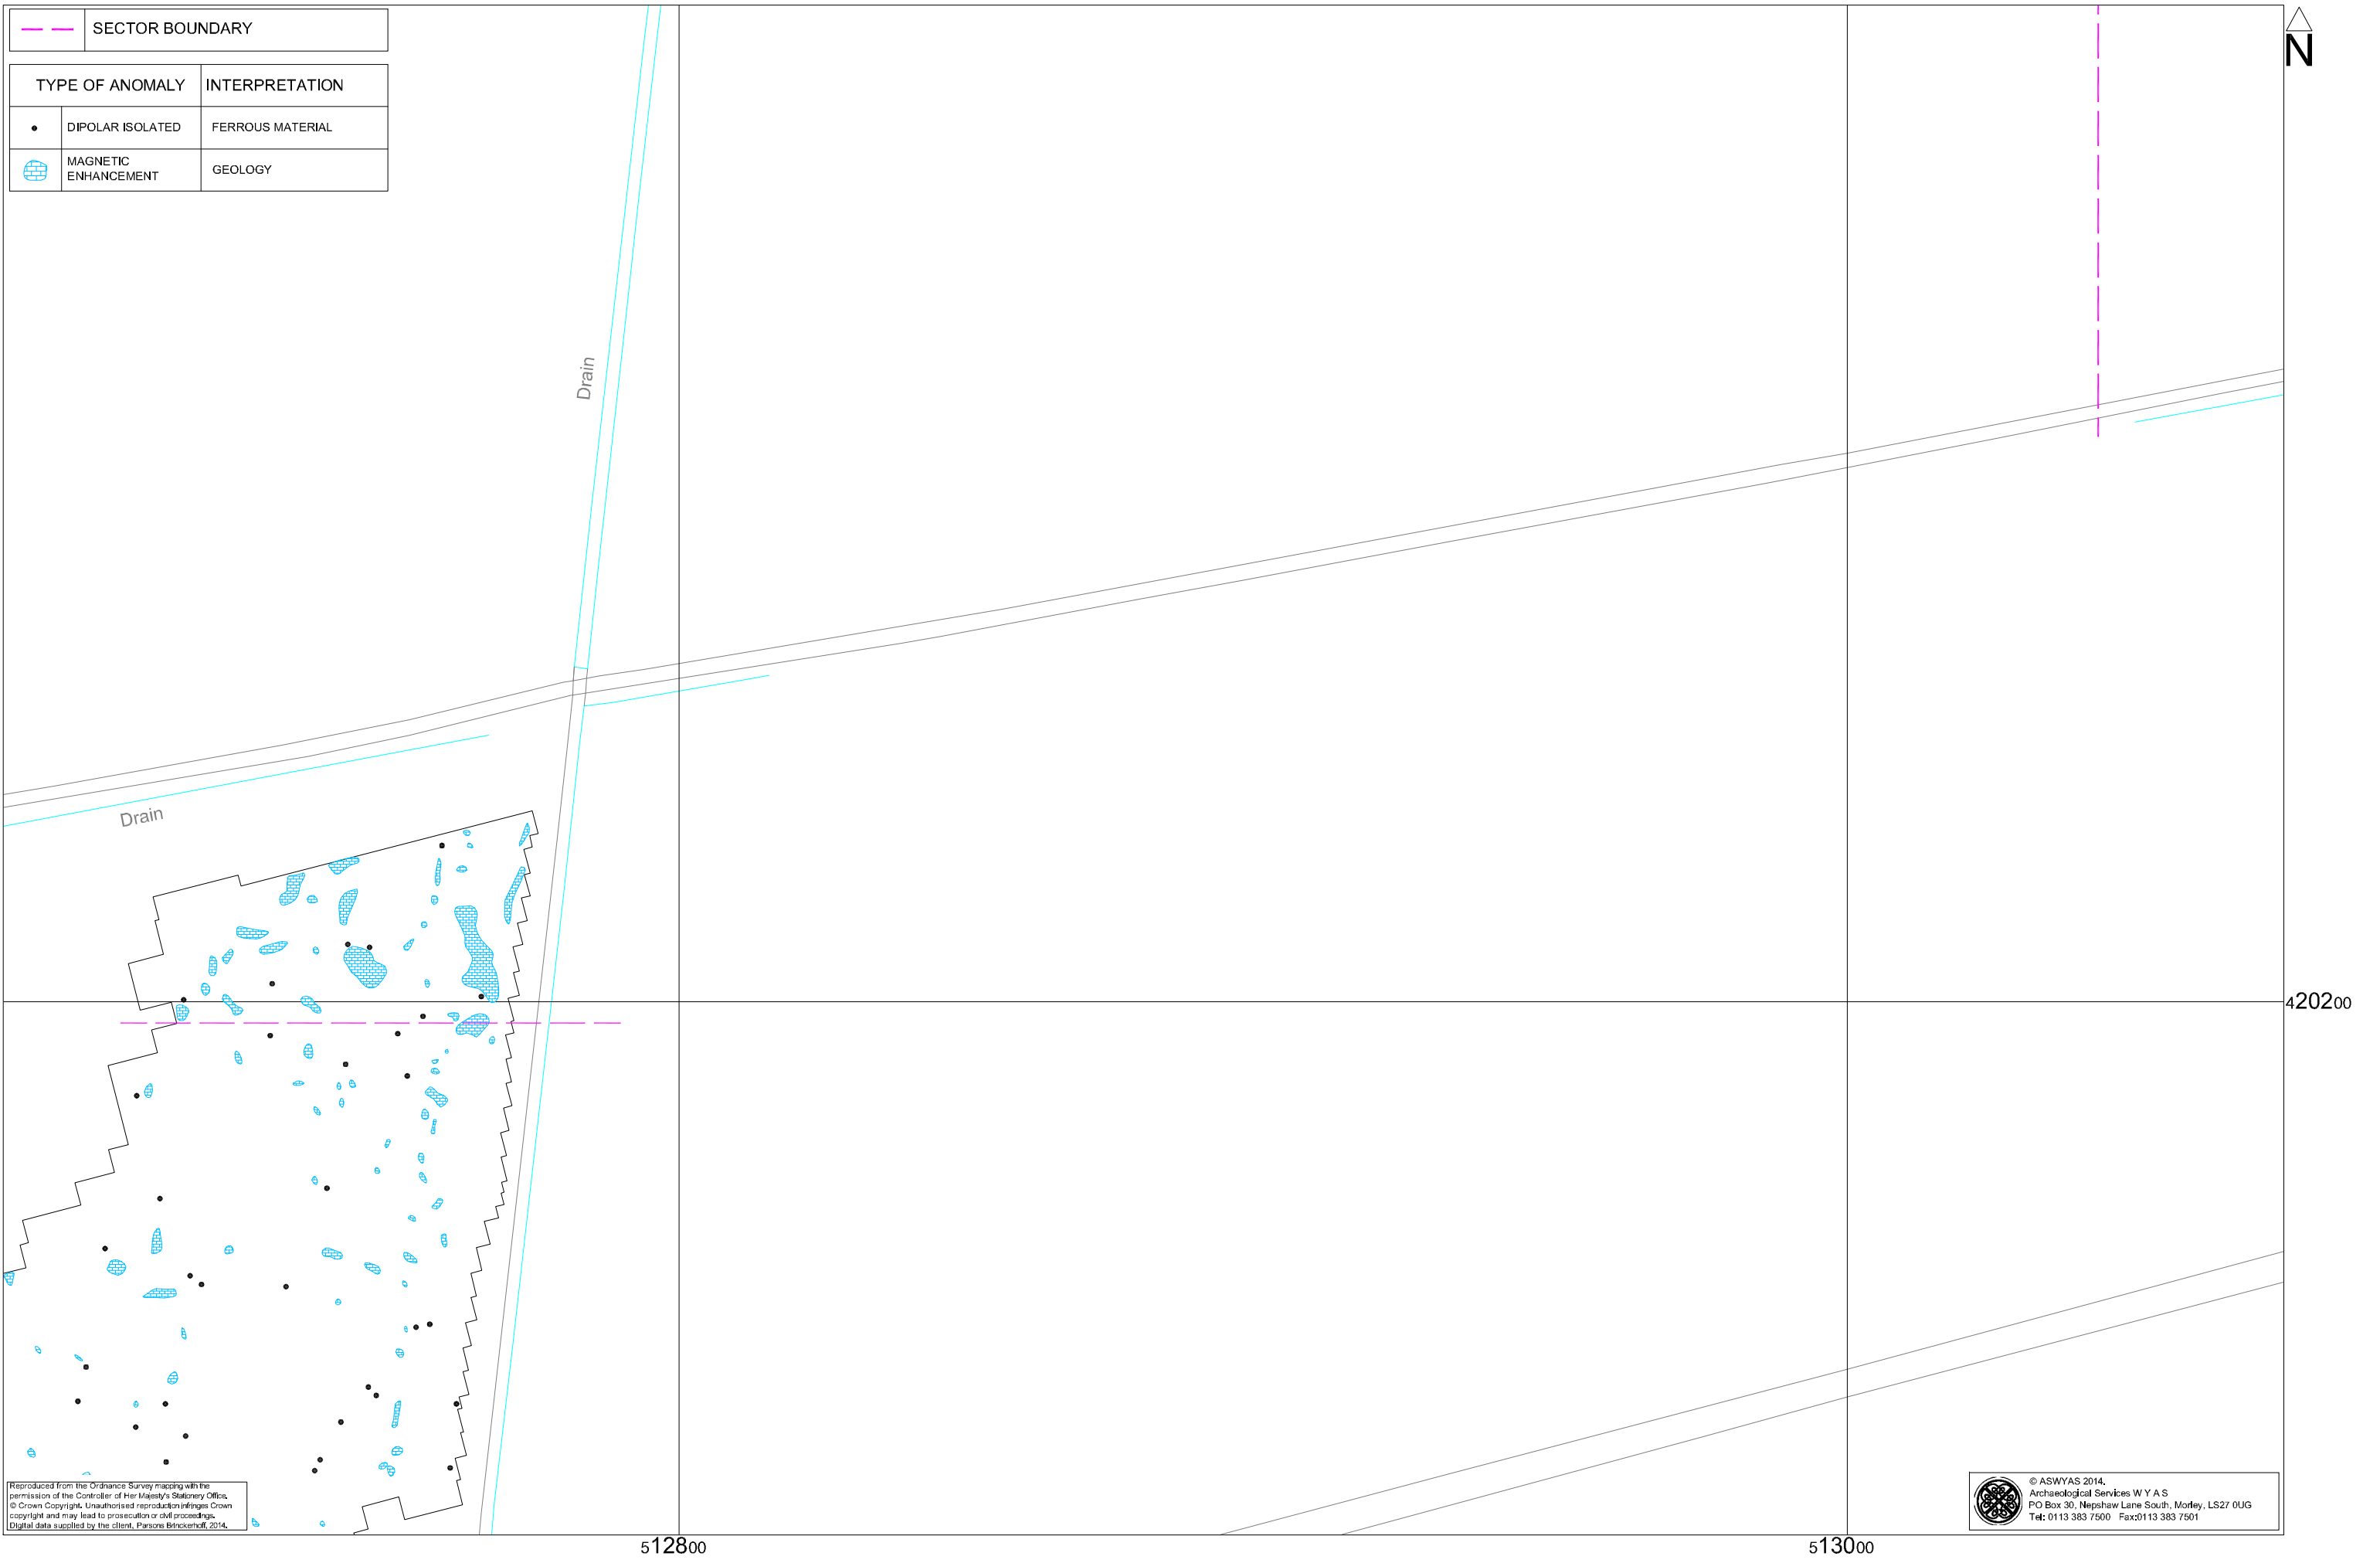 SECTOR BOUNDARY
N
TYPE OF ANOMALY INTERPRETATION
DIPOLAR ISOLATED FERROUS MATERIAL
MAGNETIC
ENHANCEMENT
GEOLOGY
Drain
Drain
420200
Reproduced from the Ordnance Survey mapping with the
permission of the Controller of Her Majesty's Stationery Office.
© Crown Copyright. Unauthorised reproduction infringes Crown
copyright and may lead to prosecution or civil proceedings.
Digital data supplied by the client, Parsons Brinckerhoff, 2014.
© ASWYAS 2014.
Archaeological Services W Y A S
PO Box 30, Nepshaw Lane South, Morley, LS27 0UG
Tel: 0113 383 7500 Fax:0113 383 7501
512800
513000